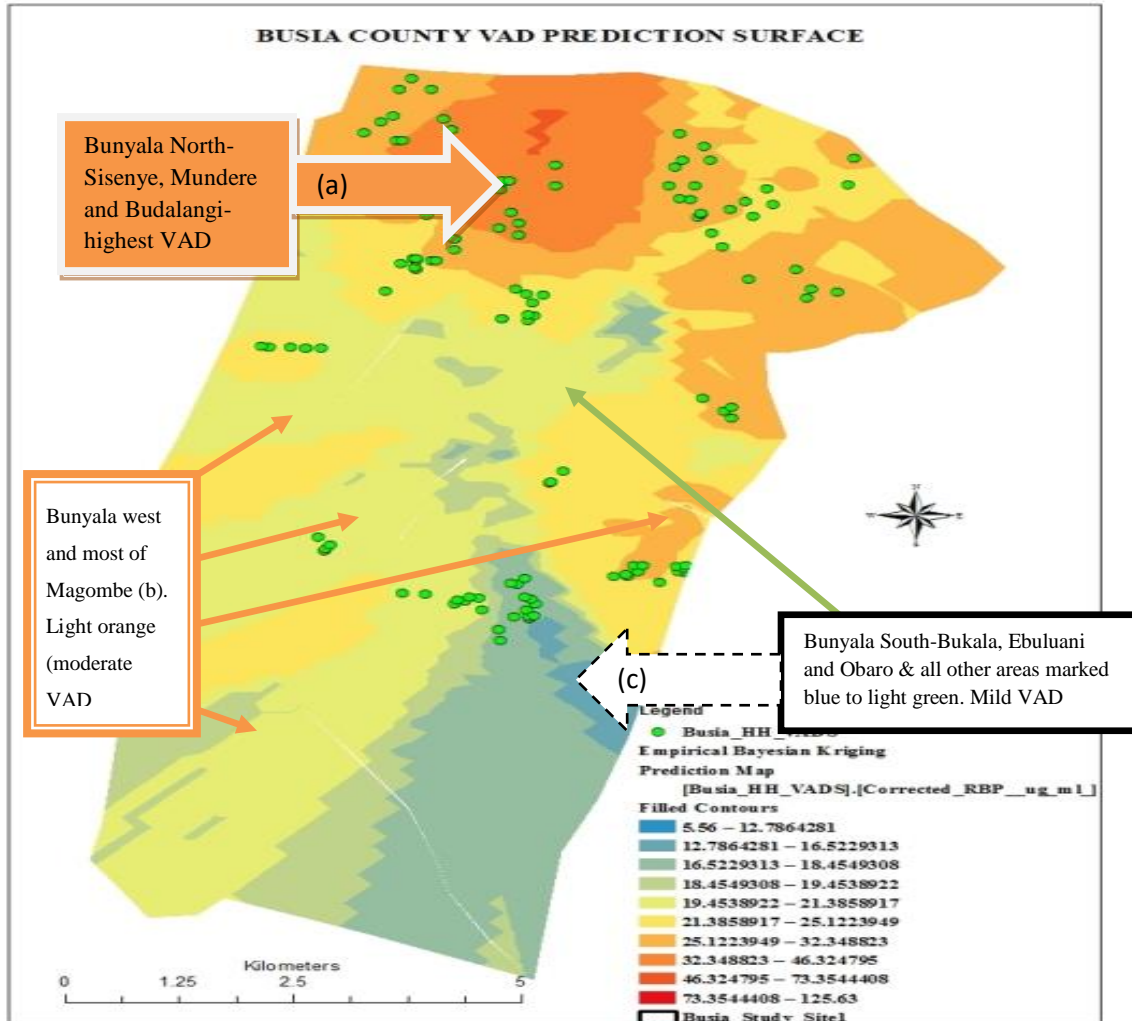 BUSIA COUNTY VAD PREDICTION SURFACE
Bunyala North-
Sisenye, Mundere
and Budalangi-
highest VAD
(a)
Bunyala west
and most of
Magombe (b).
Light orange
(moderate
VAD
Bunyala South-Bukala, Ebuluani
and Obaro & all other areas marked
blue to light green. Mild VAD
(c)
Legend
Busia_HH_VADS
Empirical Bayesian Kriging
Prediction Map
[Busia_HH_VADS].[Corrected_RBP__ug_ml_]
Filled Contours
5.56 – 12.7864281
12.7864281 – 16.5229313
16.5229313 – 18.4549308
18.4549308 – 19.4538922
19.4538922 – 21.3858917
21.3858917 – 25.1223949
25.1223949 – 32.348823
32.348823 – 46.324795
46.324795 – 73.3544408
73.3544408 – 125.63
Busia_Study_Site1
Kilometers
0 1.25 2.5 5